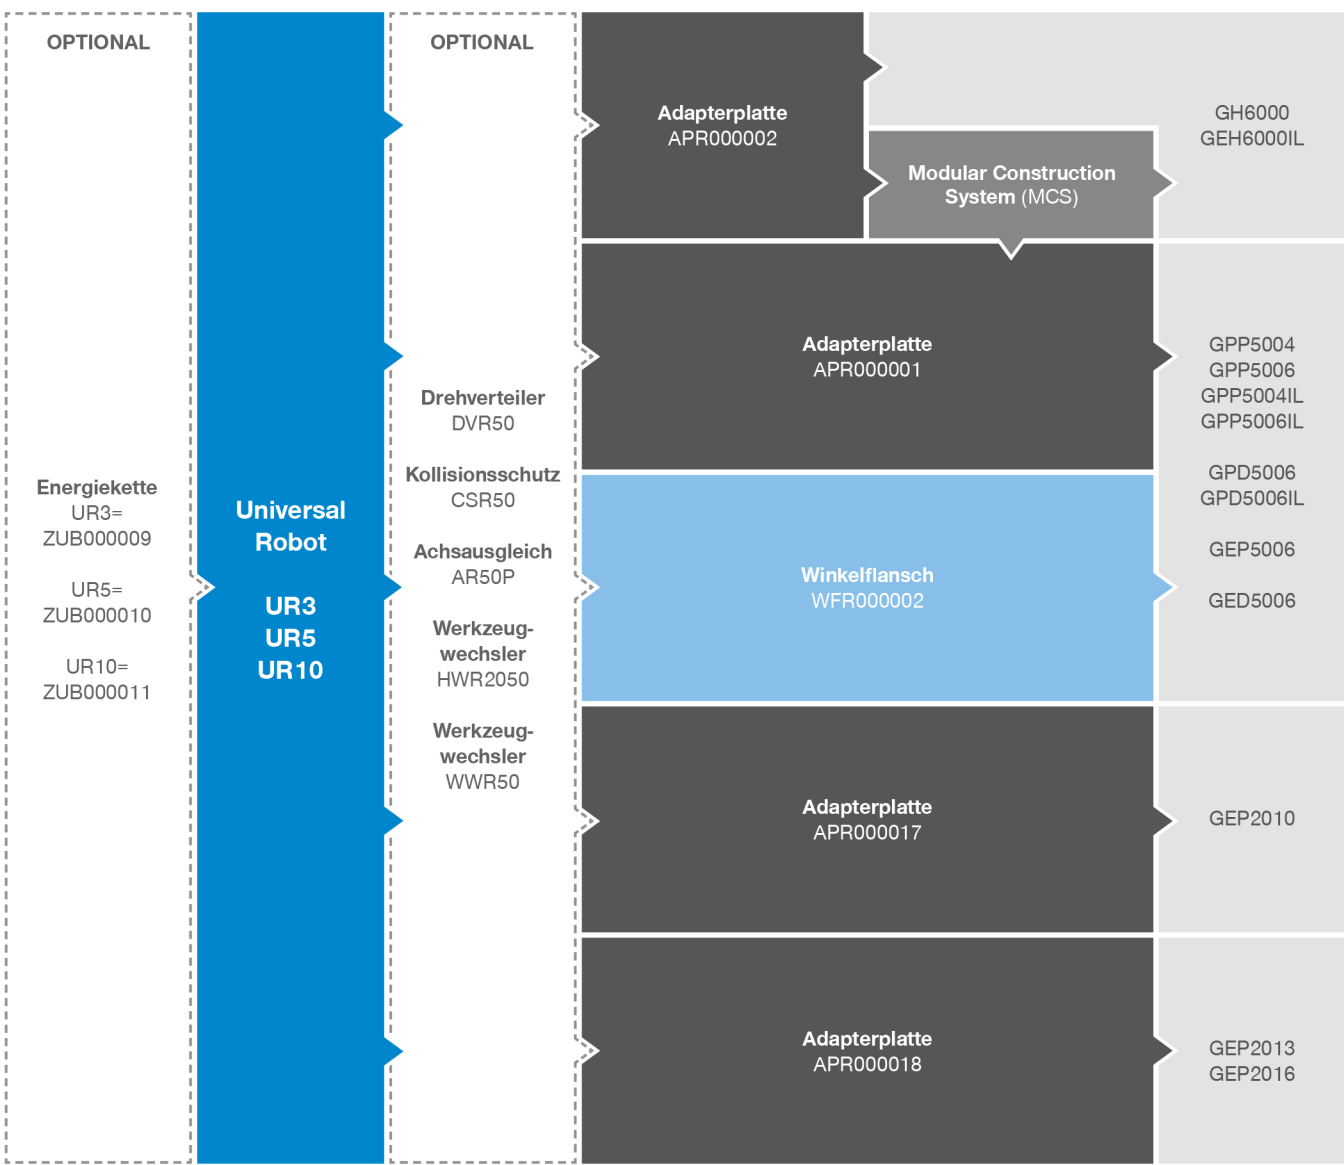 OPTIONAL
Energiekette
UR3=
ZUB000009
UR5=
ZUB000010
UR10=
ZUB000011
Universal
Robot
UR3
UR5
UR10
OPTIONAL
Drehverteiler
DVR50
Kollisionsschutz
CSR50
Achsausgleich
AR50P
Werkzeug-
wechsler
HWR2050
Werkzeug-
wechsler
WWR50
Adapterplatte
APR000002
Modular Construction
System (MCS)
GH6000
GEH6000IL
Adapterplatte
APR000001
Winkelflansch
WFR000002
GPP5004
GPP5006
GPP5004IL
GPP5006IL
GPD5006
GPD5006IL
GEP5006
GED5006
Adapterplatte
APR000017
GEP2010
Adapterplatte
APR000018
GEP2013
GEP2016